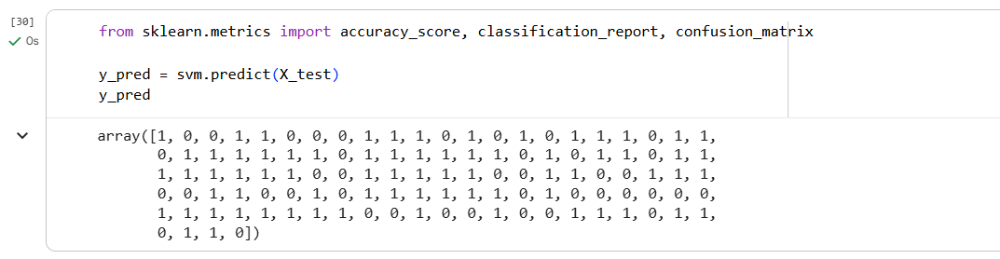 [30]
0s
from sklearn.metrics import accuracy_score, classification_report, confusion_matrix
y_pred = svm.predict(X_test)
y_pred
array([1, 0, 0, 1, 1, 0, 0, 0, 1, 1, 1, 0, 1, 0, 1, 0, 1, 1, 1, 0, 1, 1,
0, 1, 1, 1, 1, 1, 1, 0, 1, 1, 1, 1, 1, 1, 0, 1, 0, 1, 1, 0, 1, 1,
1, 1, 1, 1, 1, 1, 0, 0, 1, 1, 1, 1, 1, 0, 0, 1, 1, 0, 0, 1, 1, 1,
0, 0, 1, 1, 0, 0, 1, 0, 1, 1, 1, 1, 1, 1, 0, 1, 0, 0, 0, 0, 0, 0,
1, 1, 1, 1, 1, 1, 1, 1, 0, 0, 1, 0, 0, 1, 0, 0, 1, 1, 1, 0, 1, 1,
0, 1, 1, 0])